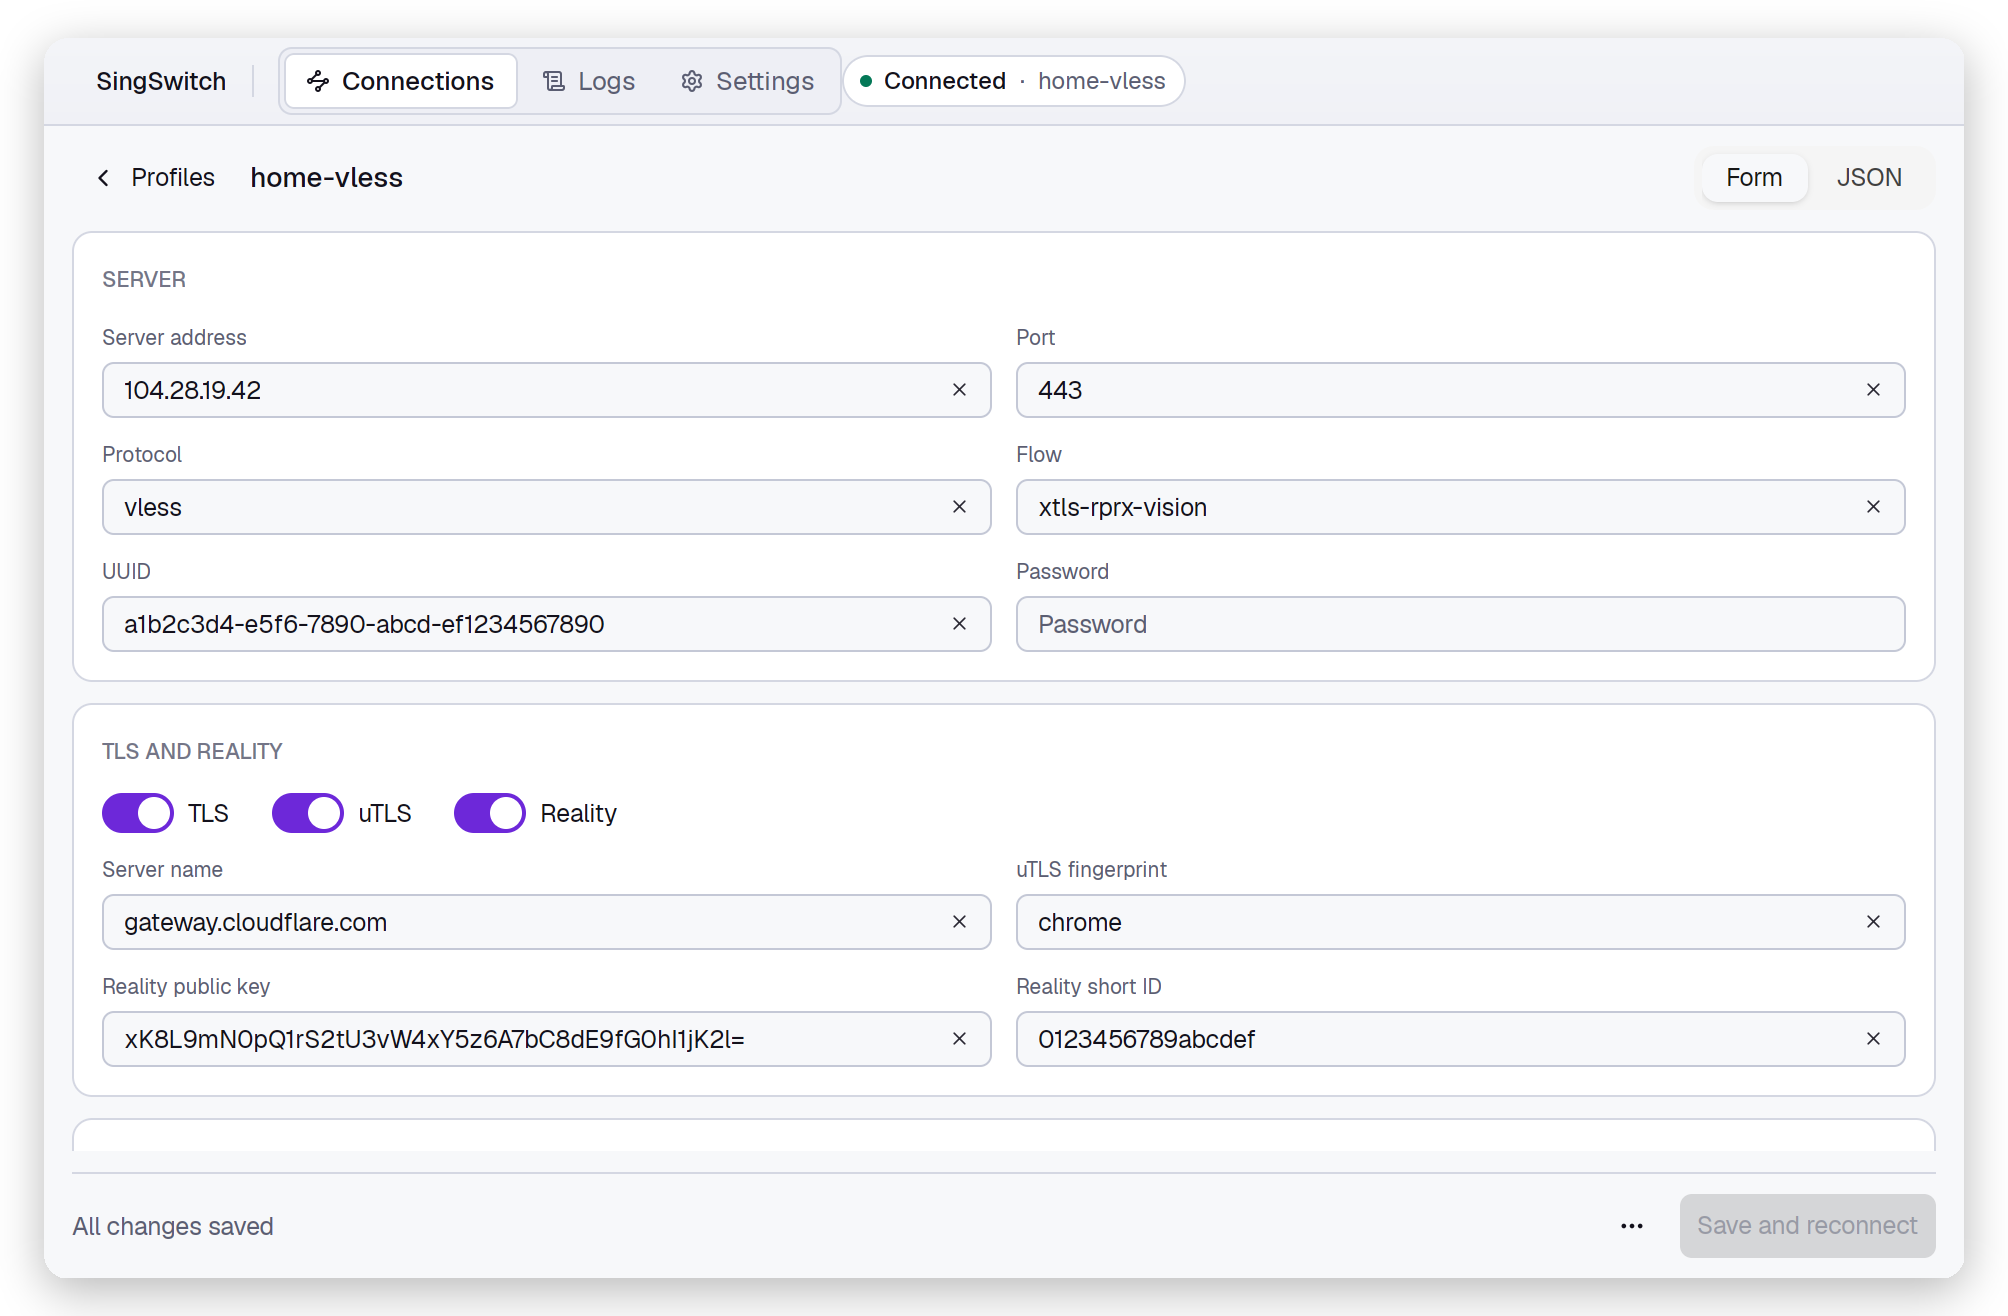 SingSwitch
Connections
Logs
Settings
Connected · home-vless
Profiles
home-vless
Form
JSON
SERVER
Server address
Port
104.28.19.42
443
Protocol
Flow
vless
xtls-rprx-vision
UUID
Password
a1b2c3d4-e5f6-7890-abcd-ef1234567890
Password
TLS AND REALITY
TLS
uTLS
Reality
Server name
uTLS fingerprint
gateway.cloudflare.com
chrome
Reality public key
Reality short ID
xK8L9mN0pQ1rS2tU3vW4xY5z6A7bC8dE9fG0hI1jK2l=
0123456789abcdef
All changes saved
Save and reconnect